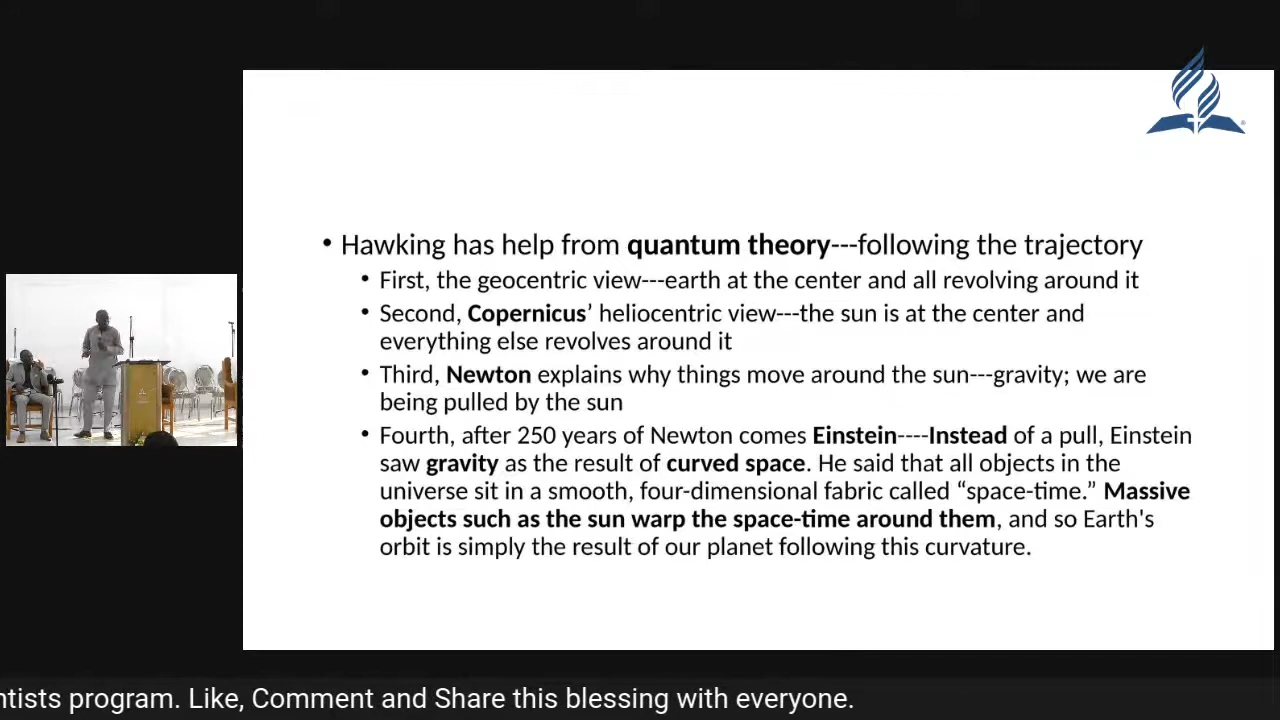 • Hawking has help from quantum theory---following the trajectory
• First, the geocentric view---earth at the center and all revolving around it
• Second, Copernicus’ heliocentric view---the sun is at the center and
everything else revolves around it
• Third, Newton explains why things move around the sun---gravity; we are
being pulled by the sun
• Fourth, after 250 years of Newton comes Einstein----Instead of a pull, Einstein
saw gravity as the result of curved space. He said that all objects in the
universe sit in a smooth, four-dimensional fabric called “space-time.” Massive
objects such as the sun warp the space-time around them, and so Earth's
orbit is simply the result of our planet following this curvature.
program. Like, Comment and Share this blessing with everyone.